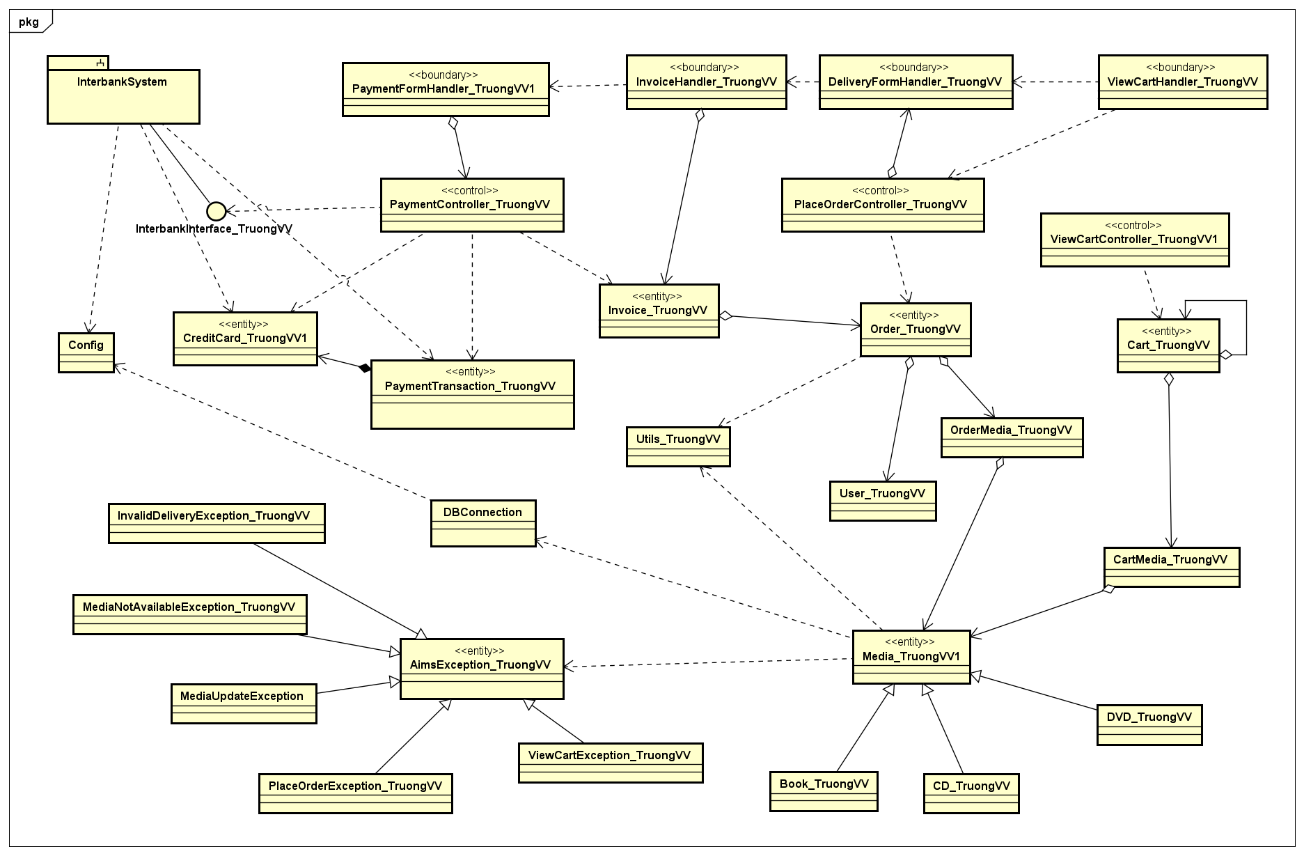 pkg
InterbankSystem
<<boundary>>
PaymentFormHandler_TruongVV1
<<boundary>>
InvoiceHandler_TruongVV
<<boundary>>
DeliveryFormHandler_TruongVV
<<boundary>>
ViewCartHandler_TruongVV
<<control>>
PaymentController_TruongVV
<<control>>
PlaceOrderController_TruongVV
InterbankInterface_TruongVV
<<control>>
ViewCartController_TruongVV1
<<entity>>
Invoice_TruongVV
<<entity>>
Order_TruongVV
<<entity>>
CreditCard_TruongVV1
<<entity>>
Cart_TruongVV
Config
<<entity>>
PaymentTransaction_TruongVV
Utils_TruongVV
OrderMedia_TruongVV
User_TruongVV
InvalidDeliveryException_TruongVV
DBConnection
CartMedia_TruongVV
MediaNotAvailableException_TruongVV
<<entity>>
AimsException_TruongVV
<<entity>>
Media_TruongVV1
MediaUpdateException
DVD_TruongVV
ViewCartException_TruongVV
PlaceOrderException_TruongVV
Book_TruongVV
CD_TruongVV